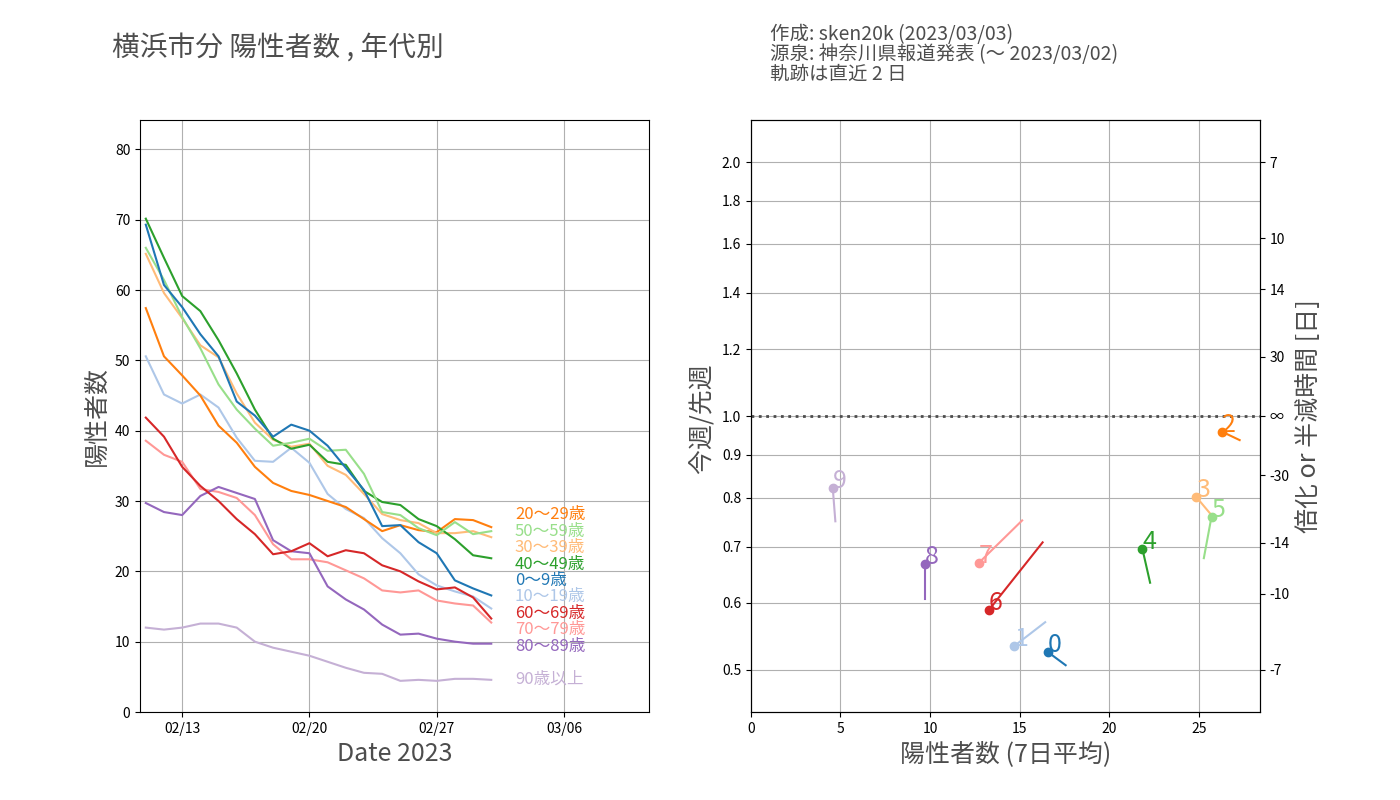 横浜市分 陽性者数 , 年代別
作成: sken20k (2023/03/03)
源泉: 神奈川県報道発表 (〜 2023/03/02)
軌跡は直近 2 日
陽性者数
80
70
60
50
40
30
20
10
0
20〜29歳
50〜59歳
30〜39歳
40〜49歳
0〜9歳
10〜19歳
60〜69歳
70〜79歳
80〜89歳
90歳以上
02/13
02/20
02/27
03/06
Date 2023
今週/先週
2.0
1.8
1.6
1.4
1.2
1.0
0.9
0.8
0.7
0.6
0.5
2
9
3
5
4
8
7
6
1
0
7
10
14
30
∞
-30
-14
-10
-7
倍化 or 半減時間 [日]
0
5
10
15
20
25
陽性者数 (7日平均)